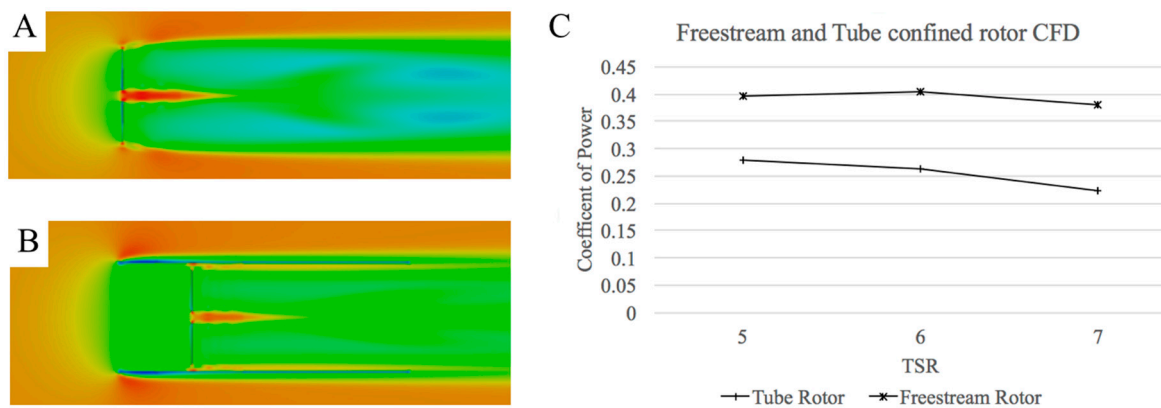 A
B
C
Freestream and Tube confined rotor CFD
Coefficent of Power
0.45
0.4
0.35
0.3
0.25
0.2
0.15
0.1
0.05
0
5 6 7
TSR
Tube Rotor Freestream Rotor